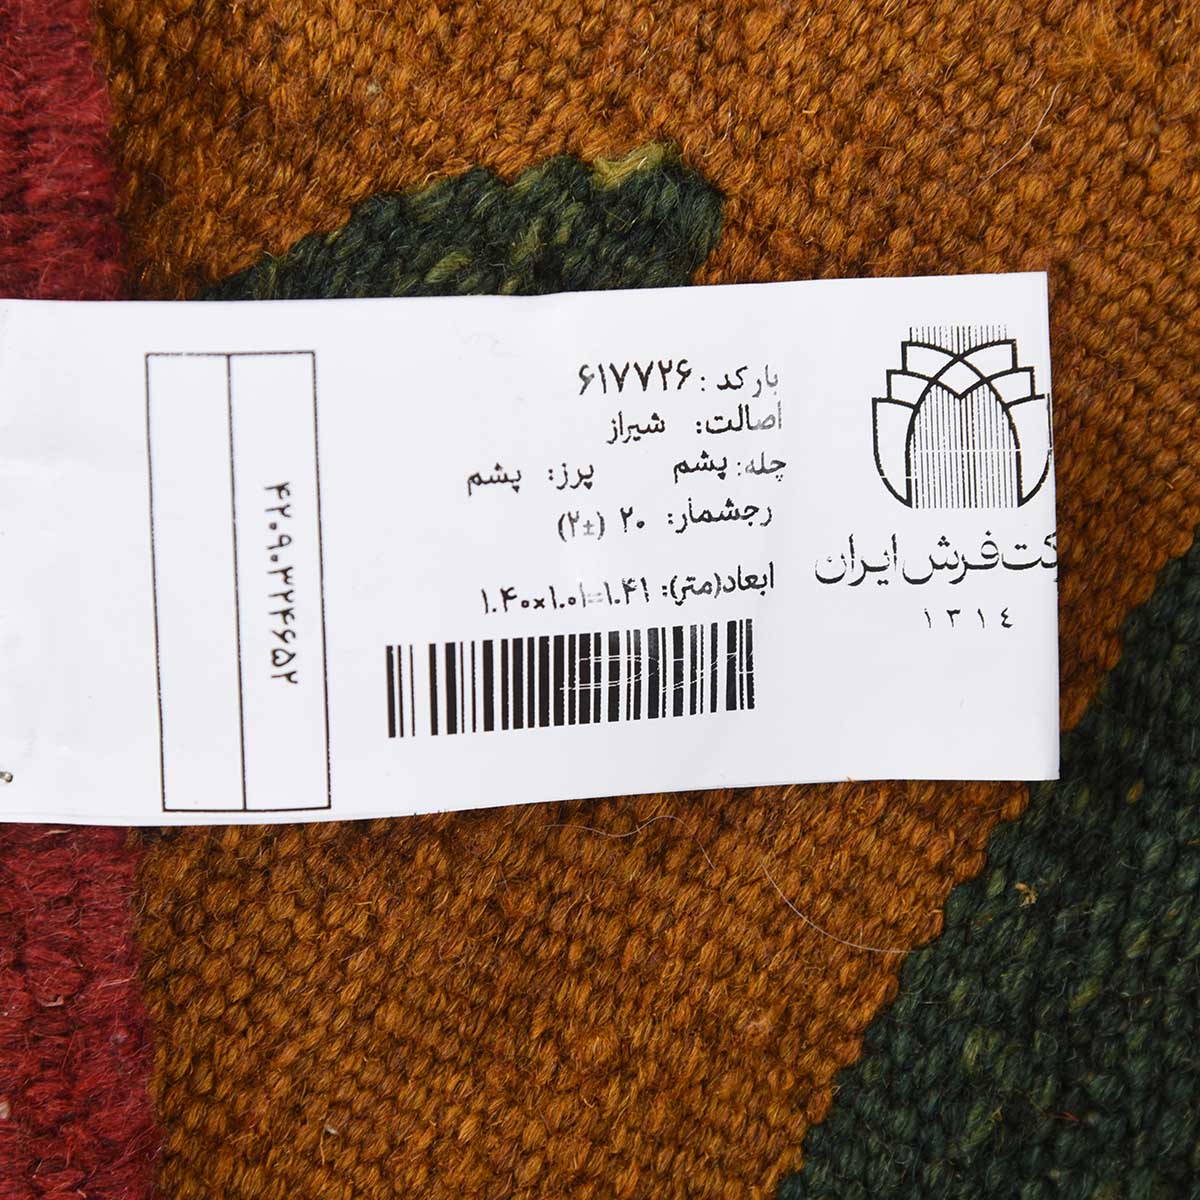 بارکد: ۶۱۷۷۲۶
اصالت: شیراز
چله: پشم پرز: پشم
رجشمار: ۲۰ (±۲)
ابعاد(متر): ۱.۴۰×۱.۰۱=۱.۴۱
کت فرش ایران
۱۳۱۴
۴۲۰۹۰۳۲۴۶۵۲